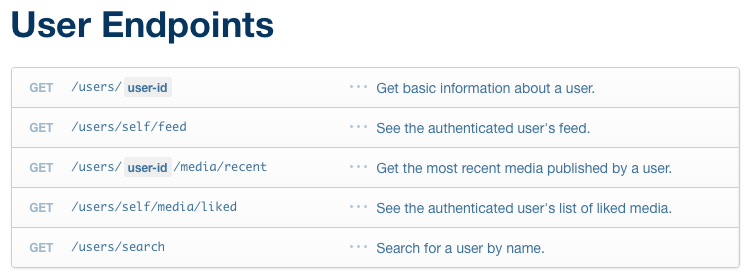 User Endpoints
GET /users/ user-id ··· Get basic information about a user.
GET /users/self/feed ··· See the authenticated user's feed.
GET /users/ user-id /media/recent ··· Get the most recent media published by a user.
GET /users/self/media/liked ··· See the authenticated user's list of liked media.
GET /users/search ··· Search for a user by name.